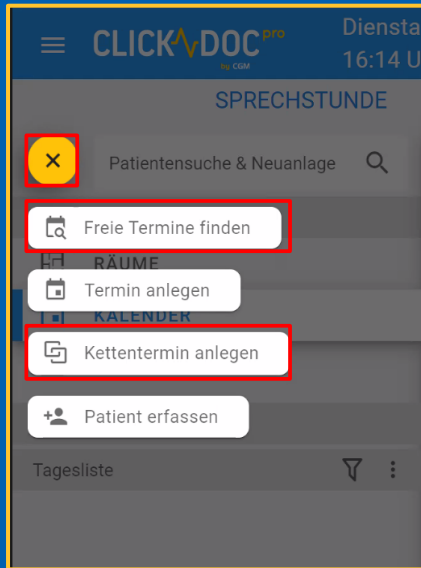 CLICK DOC pro
by CGM
Diensta
16:14 U
SPRECHSTUNDE
Patientensuche & Neuanlage
Freie Termine finden
RÄUME
Termin anlegen
KALENDER
Kettentermin anlegen
Patient erfassen
Tagesliste